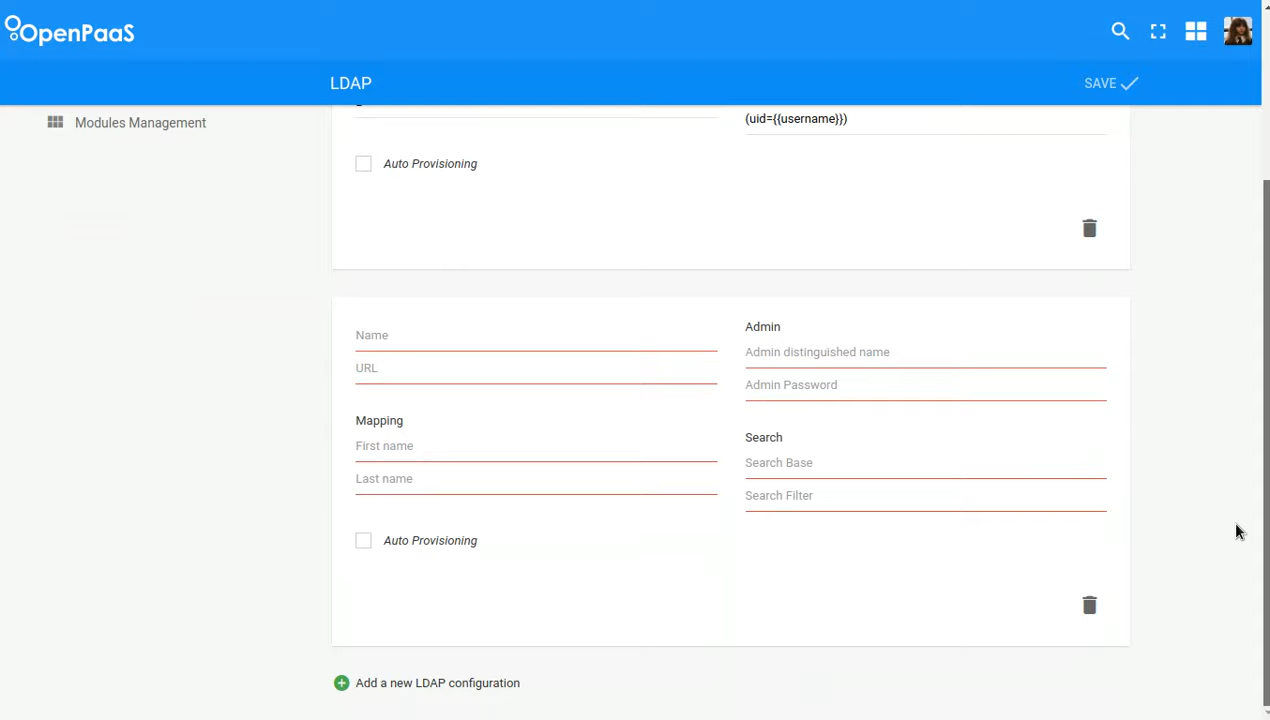 OpenPaaS
LDAP
SAVE
Modules Management
(uid={{username}})
Auto Provisioning
Name
URL
Mapping
First name
Last name
Auto Provisioning
Admin
Admin distinguished name
Admin Password
Search
Search Base
Search Filter
Add a new LDAP configuration